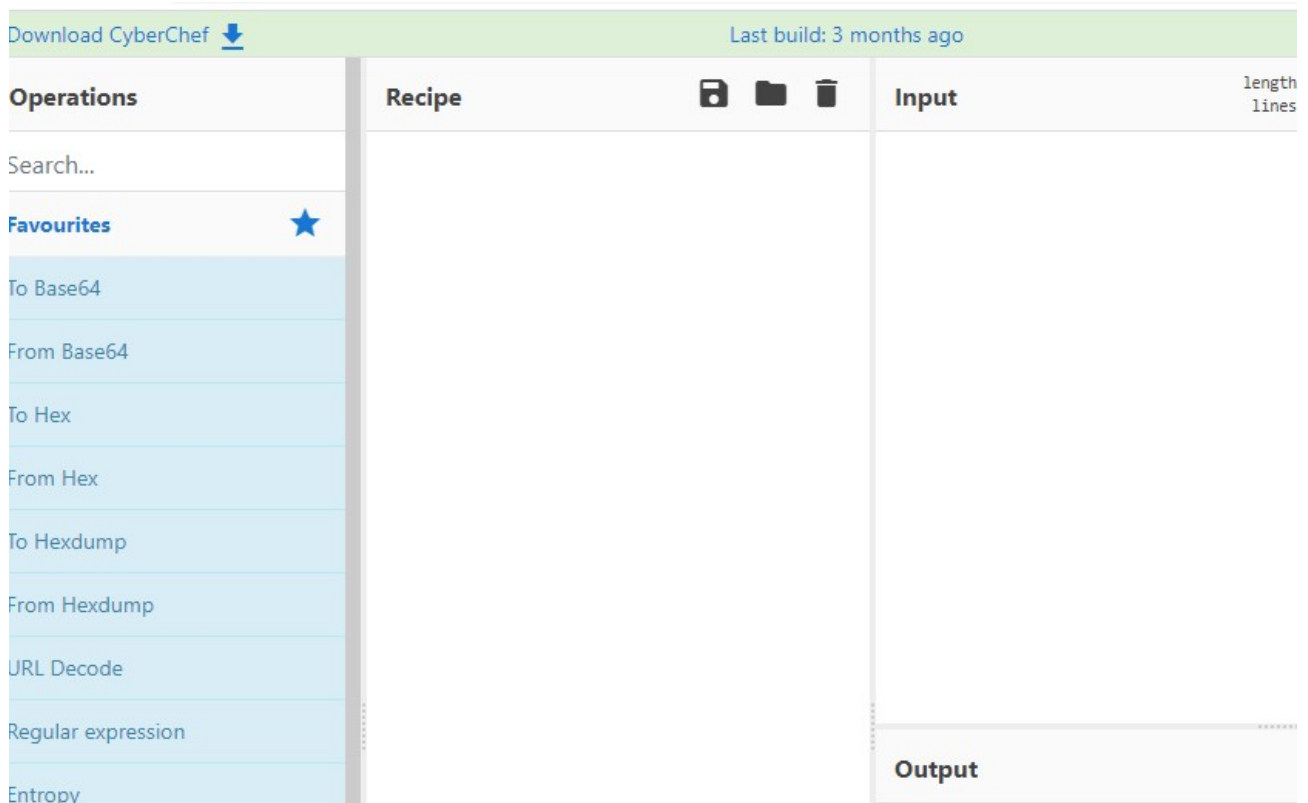 Download CyberChef
Last build: 3 months ago
Operations
Recipe
Input
length
lines
Search...
Favourites
To Base64
From Base64
To Hex
From Hex
To Hexdump
From Hexdump
URL Decode
Regular expression
Entropy
Output